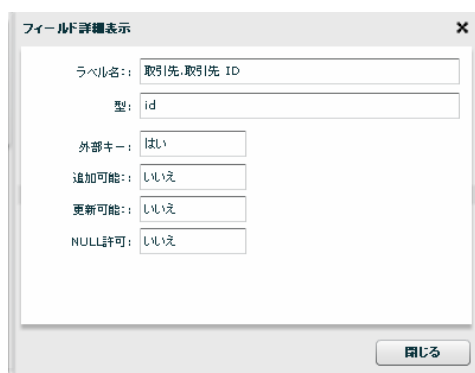 フィールド詳細表示
ラベル名:: 取引先.取引先 ID
型: id
外部キー: はい
追加可能:: いいえ
更新可能:: いいえ
NULL許可: いいえ
閉じる